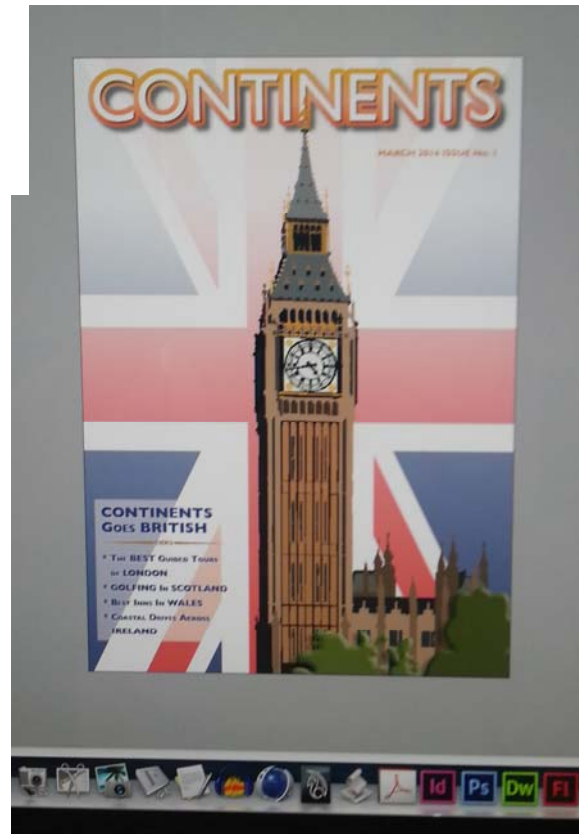 CONTINENTS
MARCH 2014 ISSUE No. 1
CONTINENTS
GOES BRITISH
THE BEST GUIDED TOURS
OF LONDON
GOLFING IN SCOTLAND
BEST INNS IN WALES
COASTAL DRIVES ACROSS
IRELAND
Id Ps Dw Fl